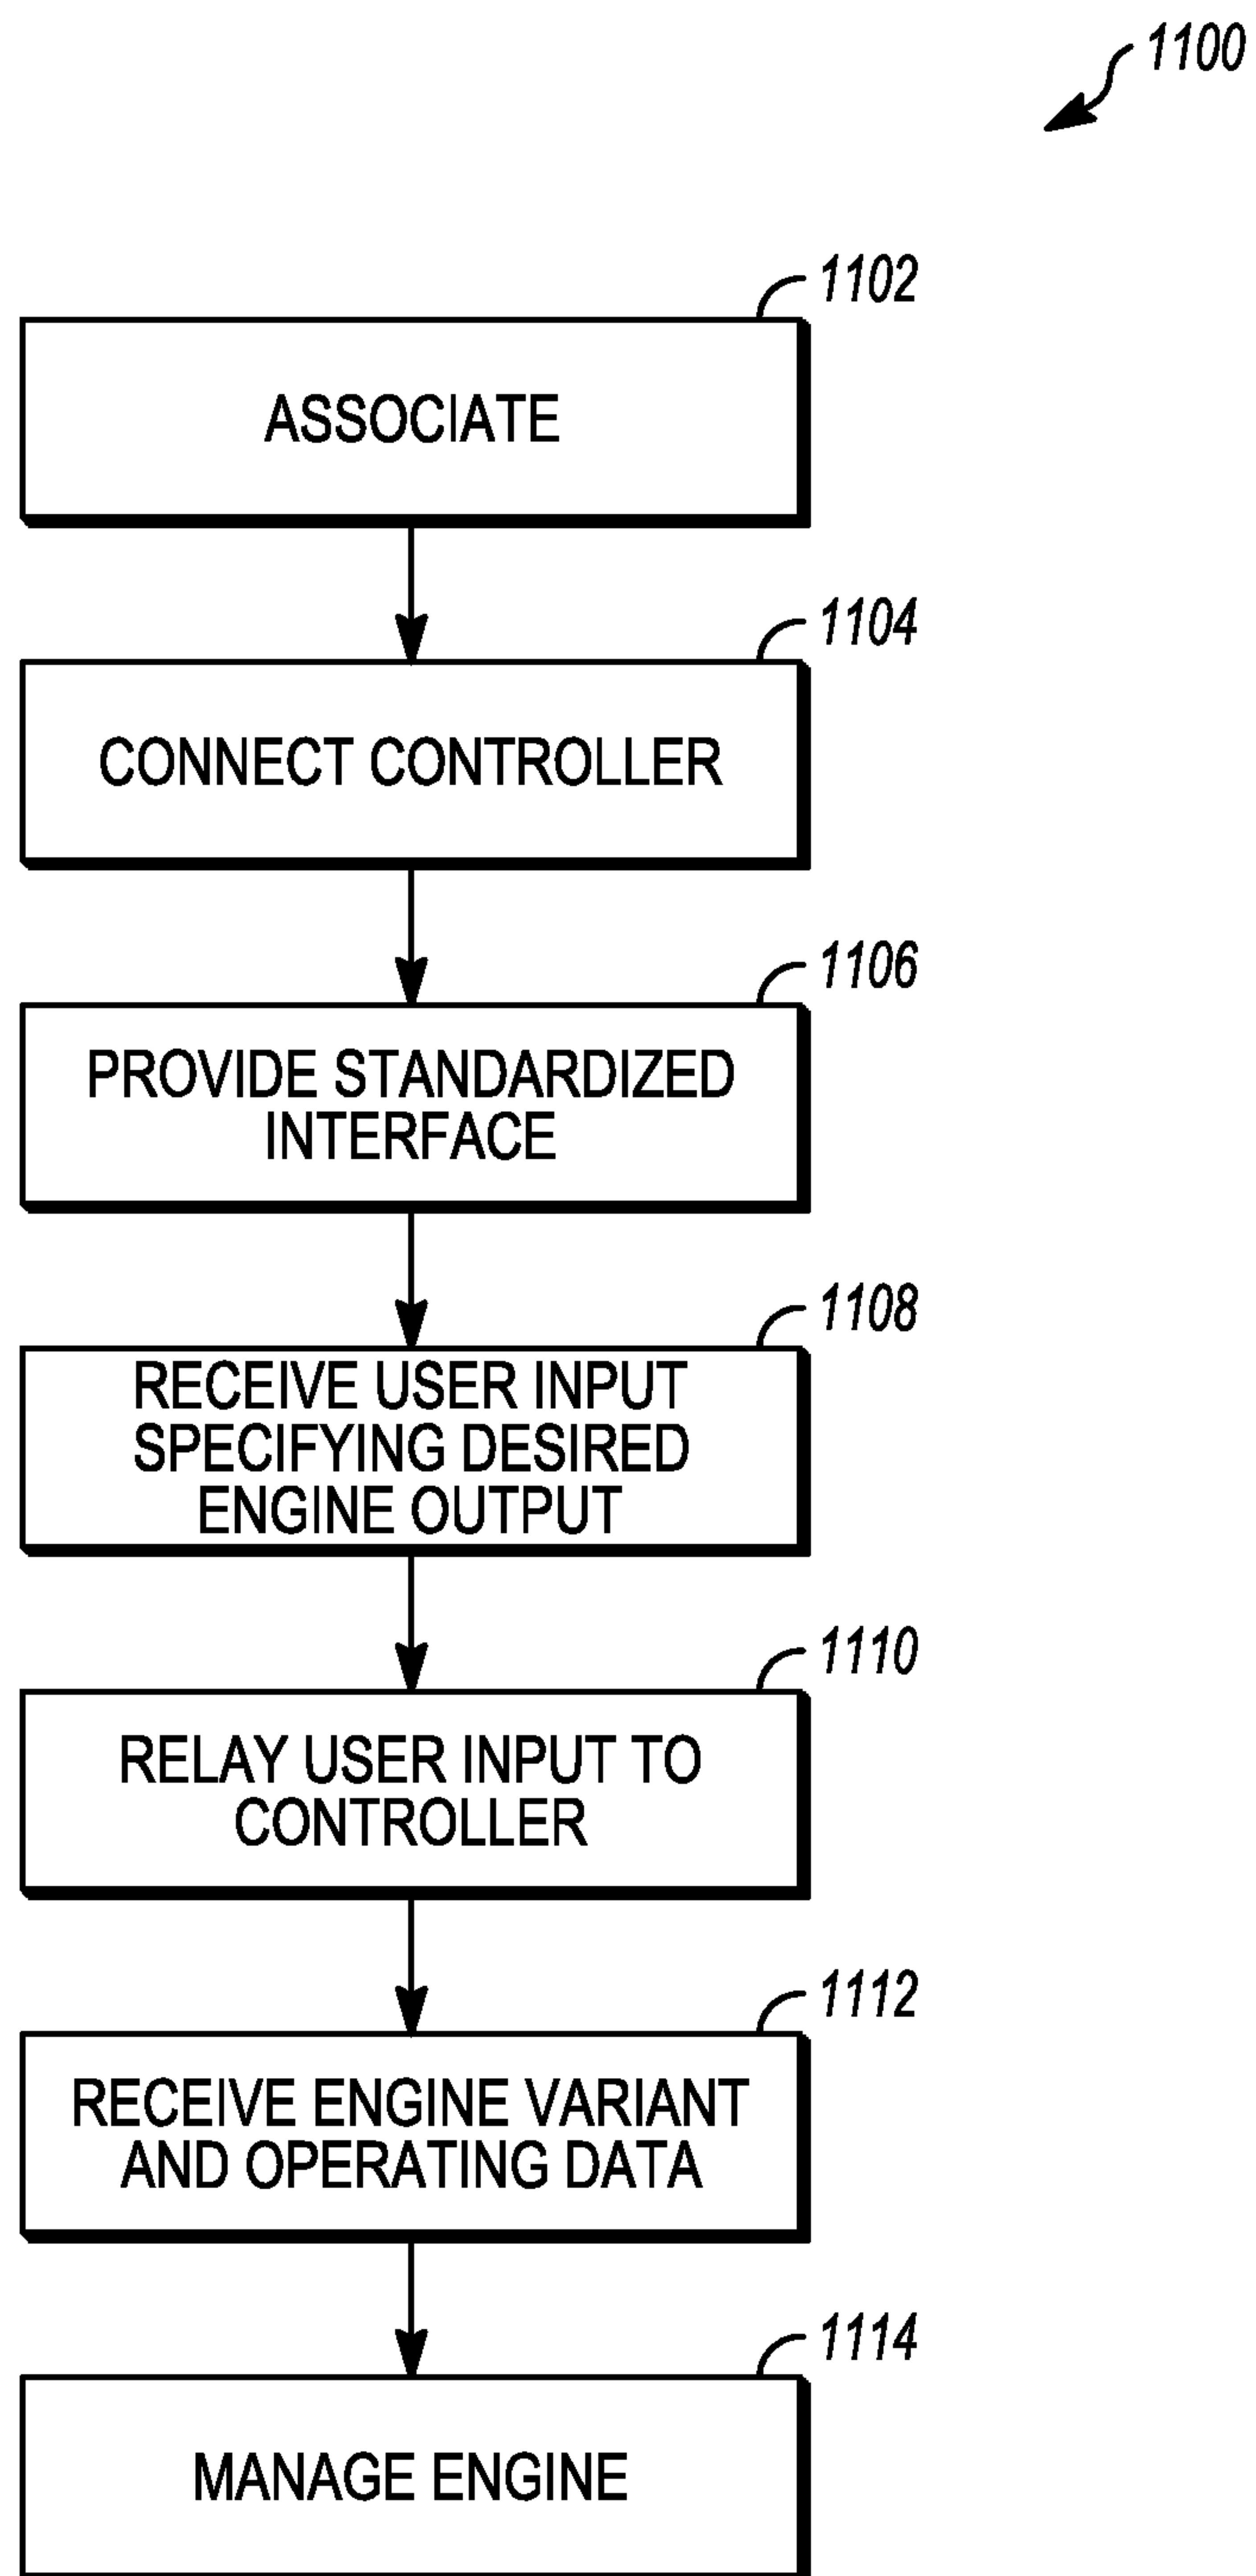 1100
1102
ASSOCIATE
1104
CONNECT CONTROLLER
1106
PROVIDE STANDARDIZED
INTERFACE
1108
RECEIVE USER INPUT
SPECIFYING DESIRED
ENGINE OUTPUT
1110
RELAY USER INPUT TO
CONTROLLER
1112
RECEIVE ENGINE VARIANT
AND OPERATING DATA
1114
MANAGE ENGINE